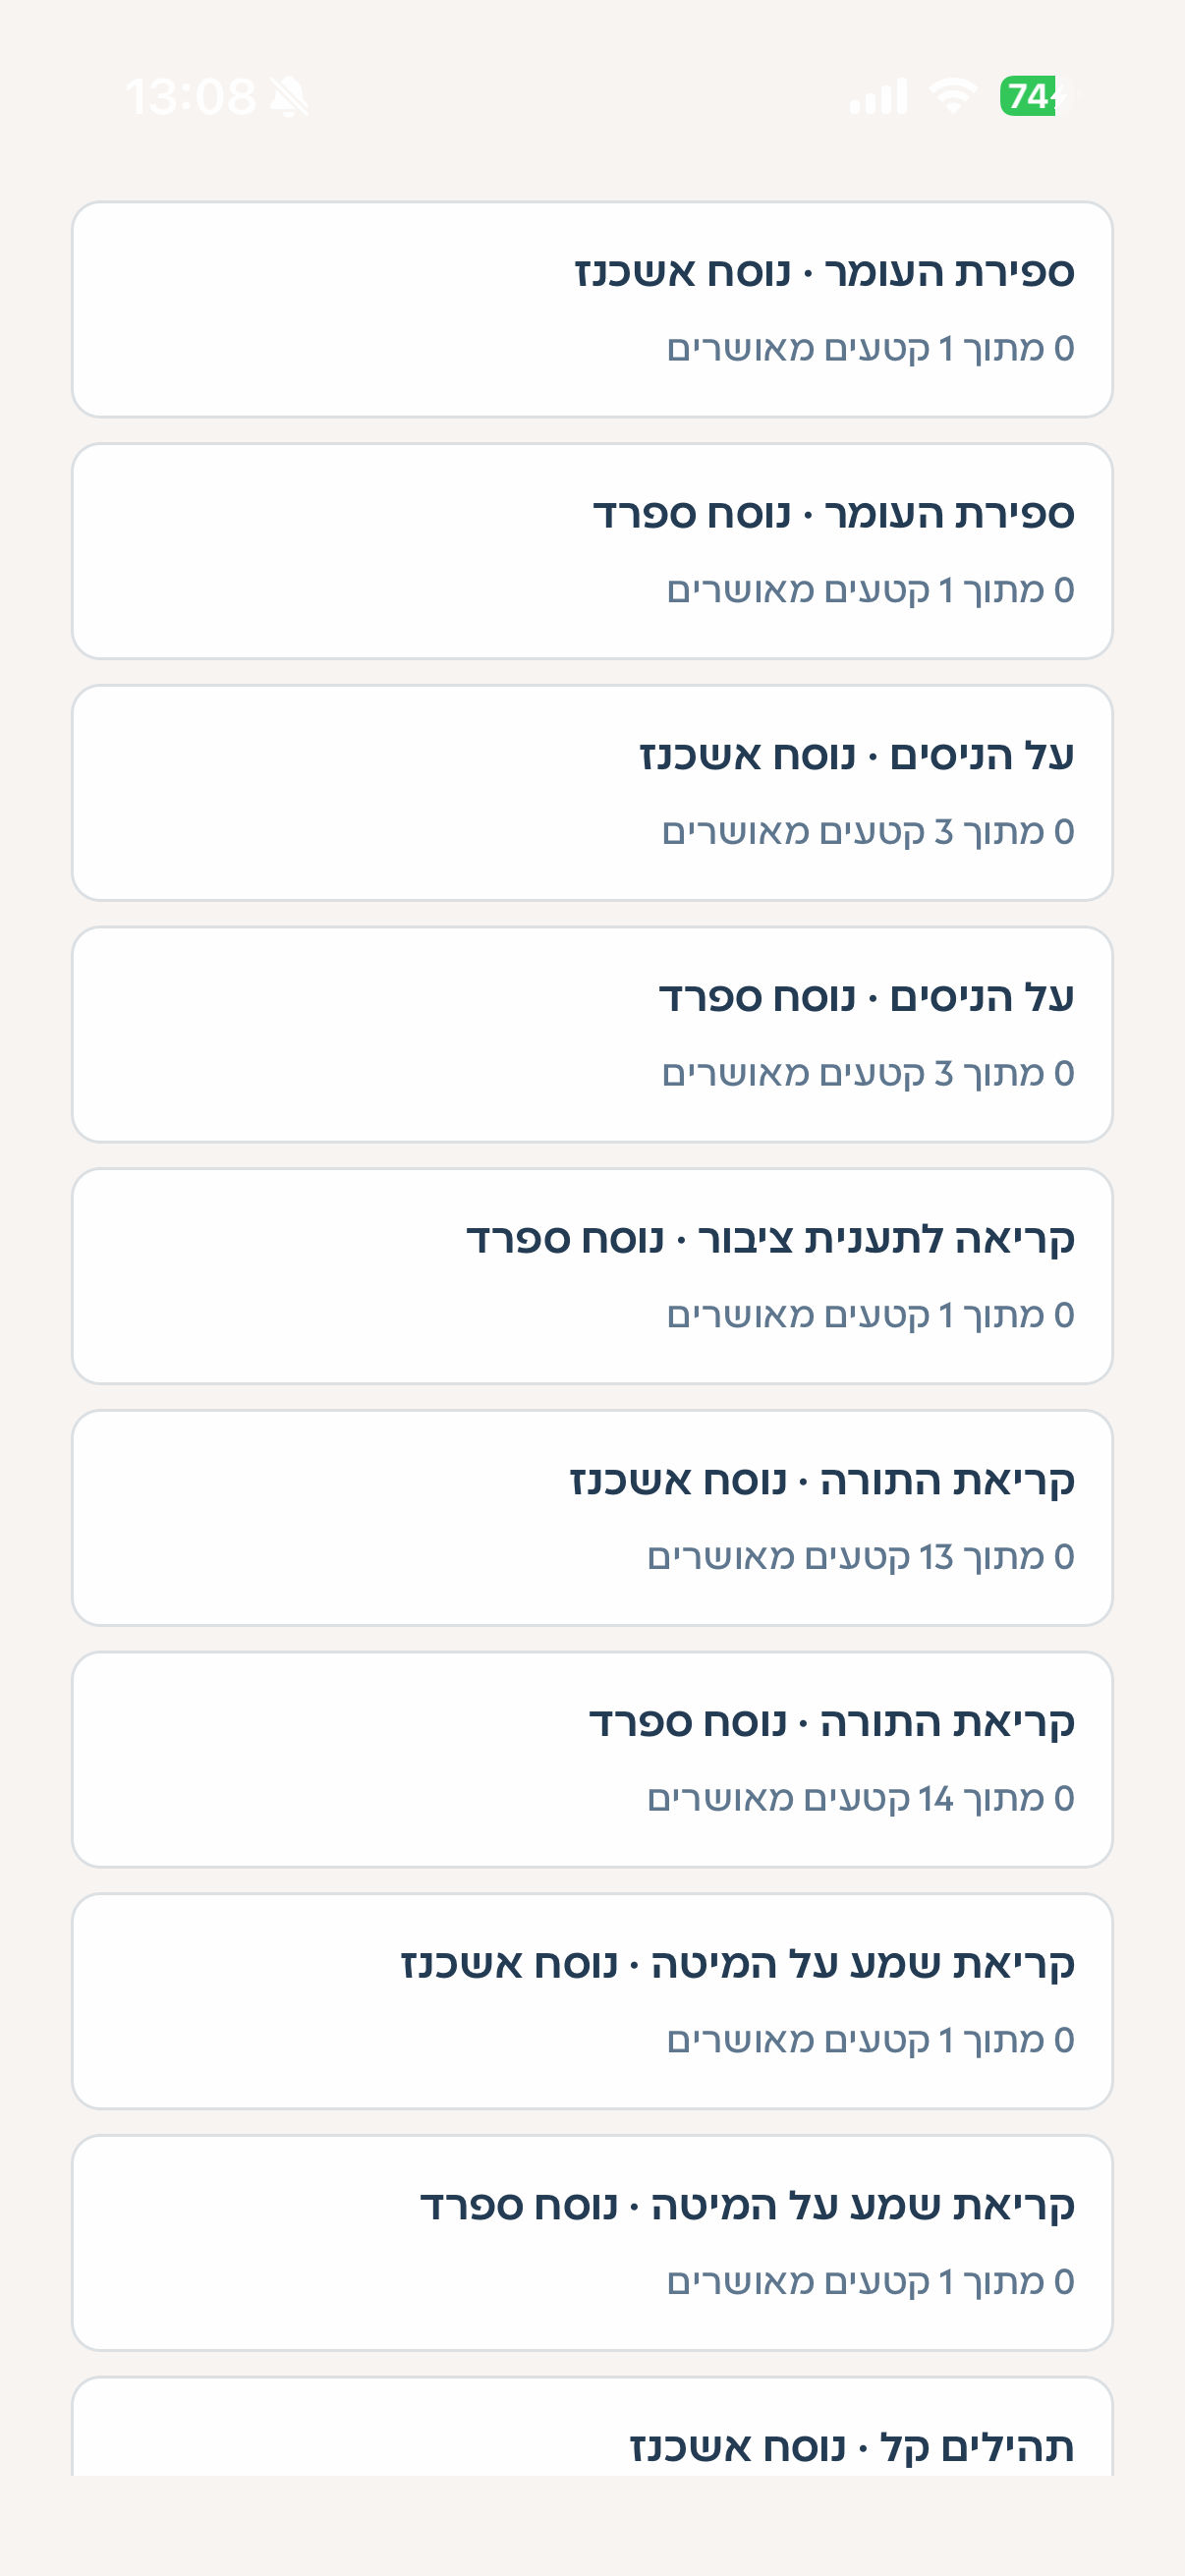 13:08
74
ספירת העומר · נוסח אשכנז
0 מתוך 1 קטעים מאושרים
ספירת העומר · נוסח ספרד
0 מתוך 1 קטעים מאושרים
על הניסים · נוסח אשכנז
0 מתוך 3 קטעים מאושרים
על הניסים · נוסח ספרד
0 מתוך 3 קטעים מאושרים
קריאה לתענית ציבור · נוסח ספרד
0 מתוך 1 קטעים מאושרים
קריאת התורה · נוסח אשכנז
0 מתוך 13 קטעים מאושרים
קריאת התורה · נוסח ספרד
0 מתוך 14 קטעים מאושרים
קריאת שמע על המיטה · נוסח אשכנז
0 מתוך 1 קטעים מאושרים
קריאת שמע על המיטה · נוסח ספרד
0 מתוך 1 קטעים מאושרים
תהילים קל · נוסח אשכנז